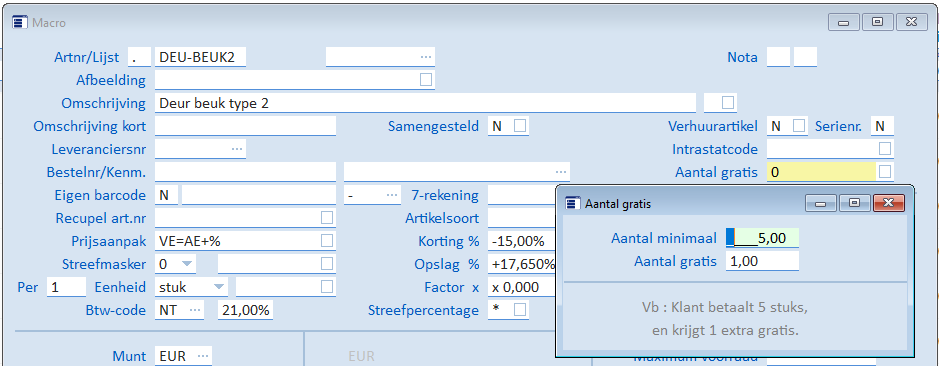 Macro
Artnr/Lijst . DEU-BEUK2 ... Nota
Afbeelding
Omschrijving Deur beuk type 2
Omschrijving kort Samengesteld N Verhuurartikel N Serienr. N
Leveranciersnr ... Intrastatcode
Bestelnr/Kenm. ... Aantal gratis 0
Eigen barcode N - ... 7-rekening
Recupel art.nr Artikelsoort
Prijsaanpak VE=AE+% Korting % -15,00%
Streefmasker 0 Opslag % +17,650%
Per 1 Eenheid stuk Factor x x 0,000
Btw-code NT ... 21,00% Streefpercentage *
Munt EUR ... EUR Maximum voorraad
Aantal gratis
Aantal minimaal 5,00
Aantal gratis 1,00
Vb : Klant betaalt 5 stuks,
en krijgt 1 extra gratis.